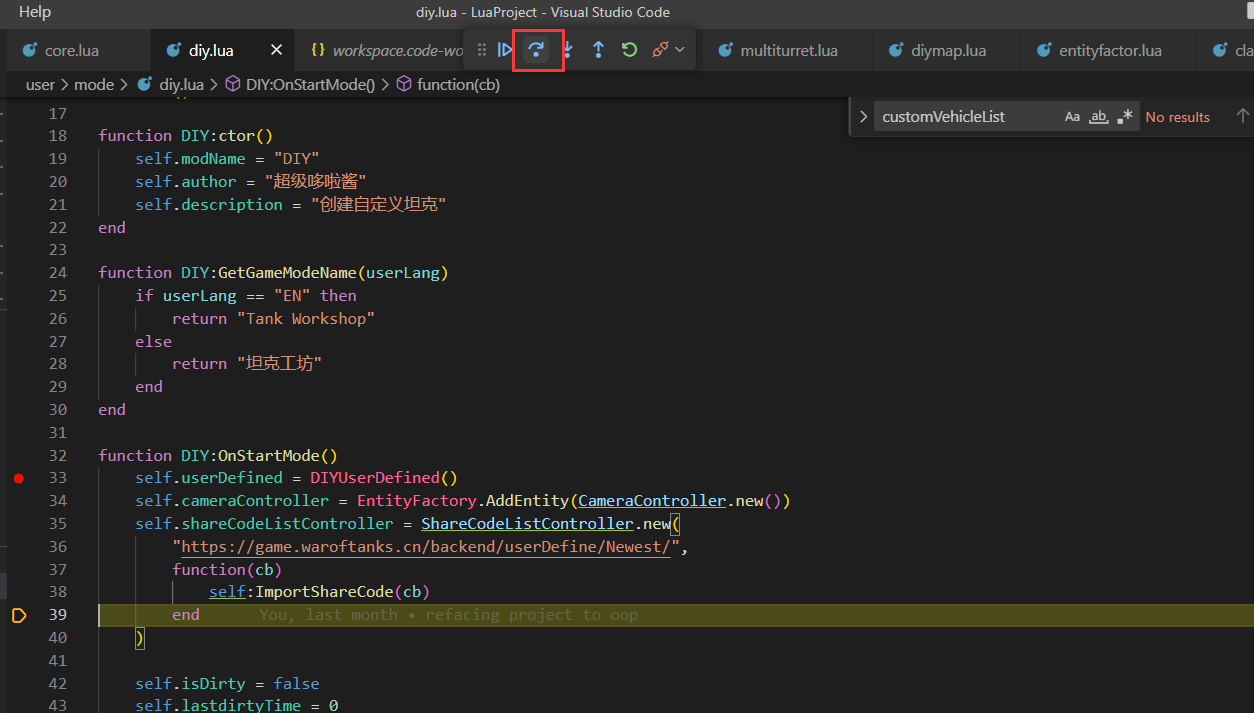 Help
diy.lua - LuaProject - Visual Studio Code
core.lua
diy.lua
{} workspace.code-wo
multiturret.lua
diymap.lua
entityfactor.lua
cla
user > mode > diy.lua > DIY:OnStartMode() > function(cb)
customVehicleList
Aa
ab
.*
No results
17
18 function DIY:ctor()
19 self.modName = "DIY"
20 self.author = "超级哆啦酱"
21 self.description = "创建自定义坦克"
22 end
23
24 function DIY:GetGameModeName(userLang)
25 if userLang == "EN" then
26 return "Tank Workshop"
27 else
28 return "坦克工坊"
29 end
30 end
31
32 function DIY:OnStartMode()
33 self.userDefined = DIYUserDefined()
34 self.cameraController = EntityFactory.AddEntity(CameraController.new())
35 self.shareCodeListController = ShareCodeListController.new(
36 "https://game.waroftanks.cn/backend/userDefine/Newest/",
37 function(cb)
38 self:ImportShareCode(cb)
39 end You, last month • refacing project to oop
40 )
41
42 self.isDirty = false
43 self.lastdirtyTime = 0